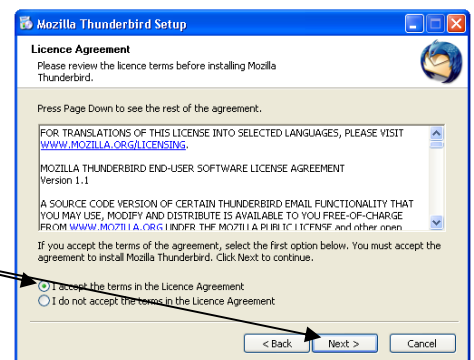 Mozilla Thunderbird Setup
Licence Agreement
Please review the licence terms before installing Mozilla
Thunderbird.
Press Page Down to see the rest of the agreement.
FOR TRANSLATIONS OF THIS LICENSE INTO SELECTED LANGUAGES, PLEASE VISIT
WWW.MOZILLA.ORG/LICENSING.
MOZILLA THUNDERBIRD END-USER SOFTWARE LICENSE AGREEMENT
Version 1.1
A SOURCE CODE VERSION OF CERTAIN THUNDERBIRD EMAIL FUNCTIONALITY THAT
YOU MAY USE, MODIFY AND DISTRIBUTE IS AVAILABLE TO YOU FREE-OF-CHARGE
FROM WWW.MOZILLA.ORG UNDER THE MOZILLA PUBLIC LICENSE and other open
If you accept the terms of the agreement, select the first option below. You must accept the
agreement to install Mozilla Thunderbird. Click Next to continue.
I accept the terms in the Licence Agreement
I do not accept the terms in the Licence Agreement
< Back Next > Cancel